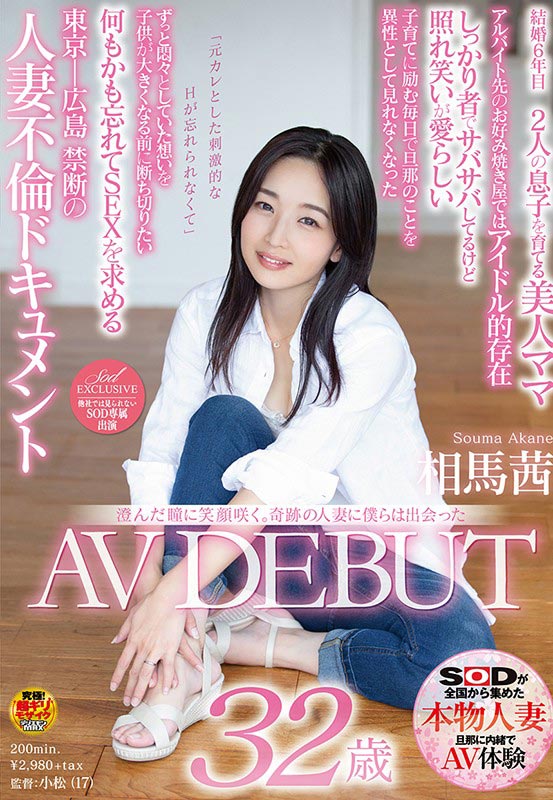 結婚6年目 2人の息子を育てる美人ママ
アルバイト先のお好み焼き屋ではアイドル的存在
しっかり者でサバサバしてるけど
照れ笑いが愛らしい
子育てに励む毎日で旦那のことを
異性として見れなくなった
「元カレとした刺激的な
Hが忘れられなくて」
ずっと悶々としていた想いを
子供が大きくなる前に断ち切りたい
何もかも忘れてSEXを求める
東京―広島 禁断の
人妻不倫ドキュメント
Sod
EXCLUSIVE
他社では見られない
SOD専属
出演
Souma Akane
相馬茜
澄んだ瞳に笑顔咲く。奇跡の人妻に僕らは出会った
AV DEBUT
32歳
究極!
超ギリ
モザイク
MAX
200min.
¥2,980+tax
監督:小松(17)
SODが
全国から集めた
本物人妻
旦那に内緒で
AV体験